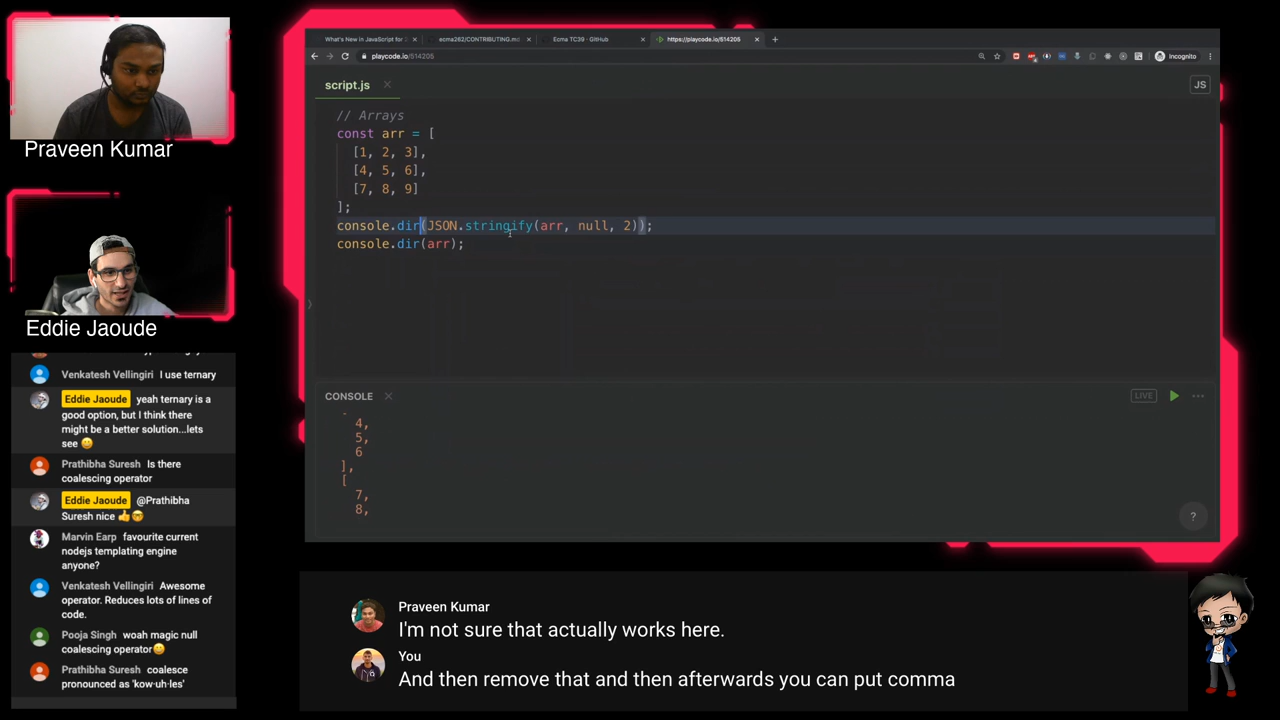 Praveen Kumar
Eddie Jaoude
Venkatesh Vellingiri I use ternary
Eddie Jaoude yeah ternary is a
good option, but I think there
might be a better solution...lets
see 😀
Prathibha Suresh Is there
coalescing operator
Eddie Jaoude @Prathibha
Suresh nice 👍🤓
Marvin Earp favourite current
nodejs templating engine
anyone?
Venkatesh Vellingiri Awesome
operator. Reduces lots of lines of
code.
Pooja Singh woah magic null
coalescing operator😀
Prathibha Suresh coalesce
pronounced as 'kow·uh·les'
What's New in JavaScript for
ecma262/CONTRIBUTING.md
Ecma TC39 · GitHub
https://playcode.io/514205
playcode.io/514205
Incognito
script.js
JS
// Arrays
const arr = [
[1, 2, 3],
[4, 5, 6],
[7, 8, 9]
];
console.dir(JSON.stringify(arr, null, 2));
console.dir(arr);
CONSOLE
LIVE
4,
5,
6
],
[
7,
8,
?
Praveen Kumar
I'm not sure that actually works here.
You
And then remove that and then afterwards you can put comma